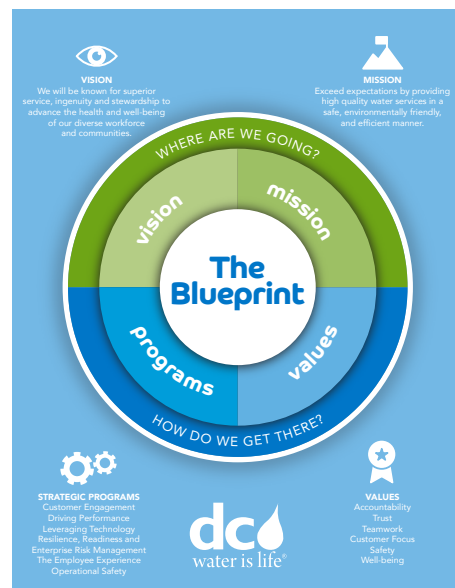 VISION
We will be known for superior
service, ingenuity and stewardship to
advance the health and well-being
of our diverse workforce
and communities.
MISSION
Exceed expectations by providing
high quality water services in a
safe, environmentally friendly,
and efficient manner.
WHERE ARE WE GOING?
vision
mission
The
Blueprint
programs
values
HOW DO WE GET THERE?
STRATEGIC PROGRAMS
Customer Engagement
Driving Performance
Leveraging Technology
Resilience, Readiness and
Enterprise Risk Management
The Employee Experience
Operational Safety
dc
water is life®
VALUES
Accountability
Trust
Teamwork
Customer Focus
Safety
Well-being